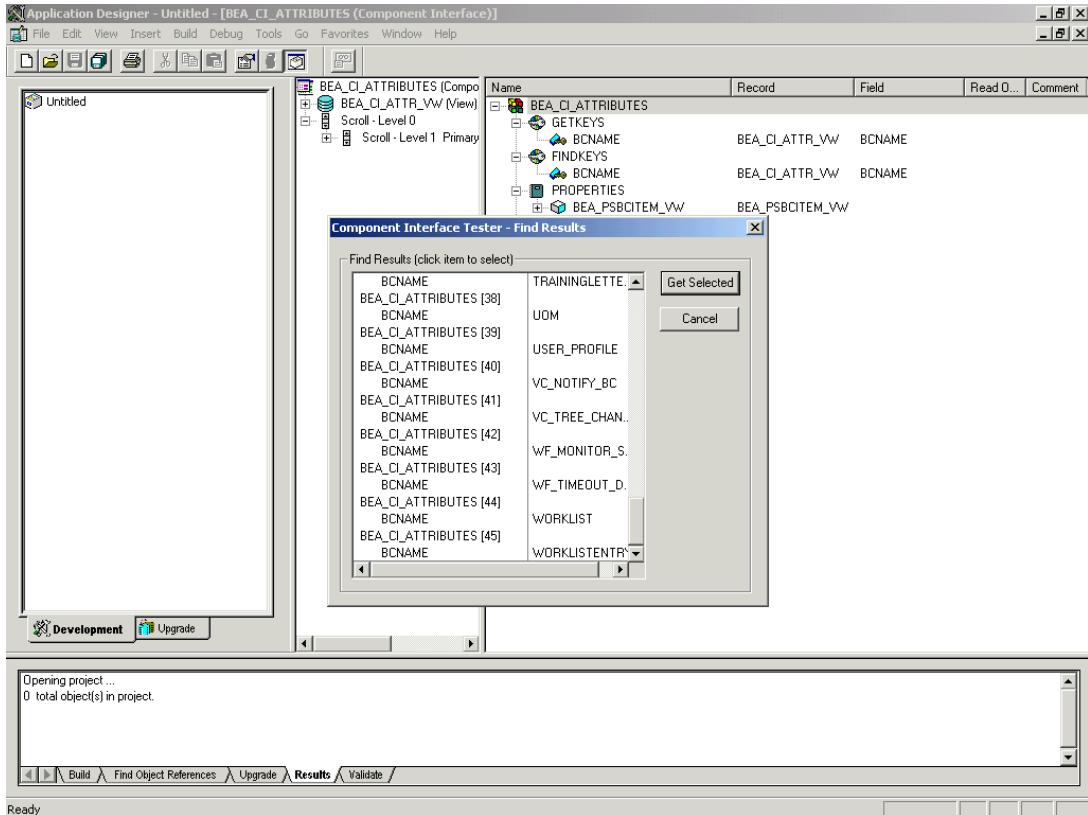 Application Designer - Untitled - [BEA_CI_ATTRIBUTES (Component Interface)]
File Edit View Insert Build Debug Tools Go Favorites Window Help
Untitled
Development
Upgrade
BEA_CI_ATTRIBUTES (Compo
BEA_CI_ATTR_VW (View)
Scroll - Level 0
Scroll - Level 1 Primary
Name Record Field Read O... Comment
BEA_CI_ATTRIBUTES
GETKEYS
BCNAME BEA_CI_ATTR_VW BCNAME
FINDKEYS
BCNAME BEA_CI_ATTR_VW BCNAME
PROPERTIES
BEA_PSBCITEM_VW BEA_PSBCITEM_VW
Component Interface Tester - Find Results
Find Results (click item to select)
BCNAME TRAININGLETTE.
BEA_CI_ATTRIBUTES [38]
BCNAME UOM
BEA_CI_ATTRIBUTES [39]
BCNAME USER_PROFILE
BEA_CI_ATTRIBUTES [40]
BCNAME VC_NOTIFY_BC
BEA_CI_ATTRIBUTES [41]
BCNAME VC_TREE_CHAN..
BEA_CI_ATTRIBUTES [42]
BCNAME WF_MONITOR_S.
BEA_CI_ATTRIBUTES [43]
BCNAME WF_TIMEOUT_D.
BEA_CI_ATTRIBUTES [44]
BCNAME WORKLIST
BEA_CI_ATTRIBUTES [45]
BCNAME WORKLISTENTRY
Get Selected
Cancel
Opening project ...
0 total object(s) in project.
Build Find Object References Upgrade Results Validate
Ready